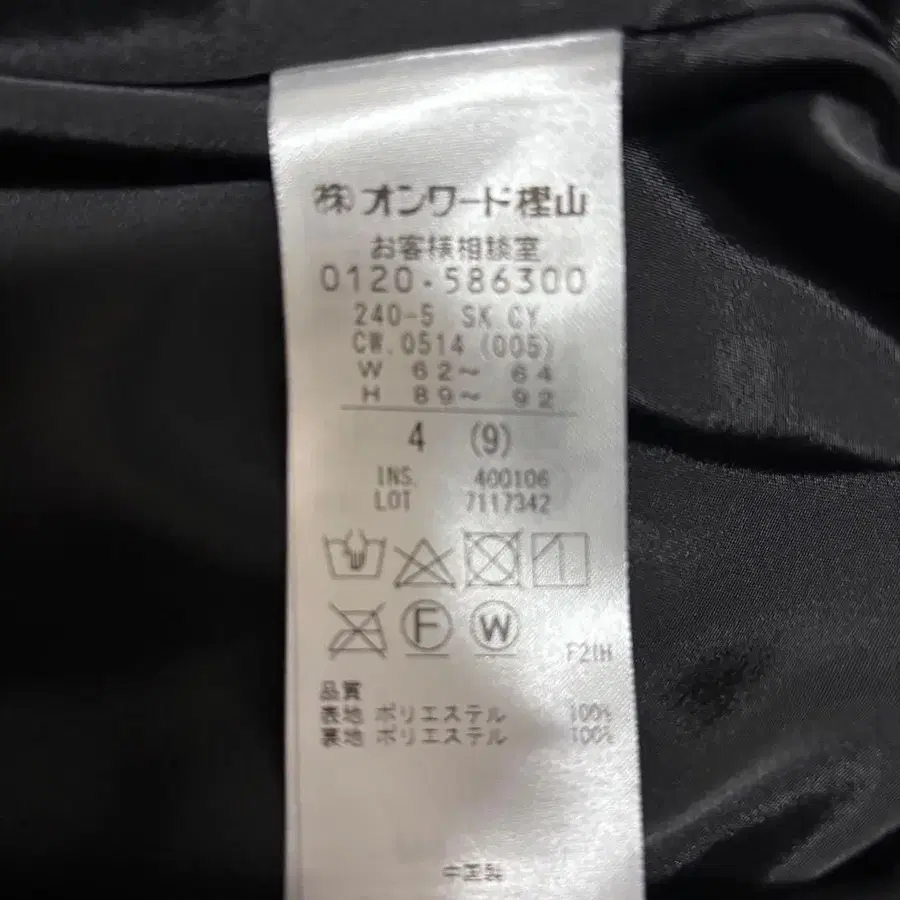 ㈱オンワード樫山
お客様相談室
0120・586300
240-5 SK CY
CW.0514 (005)
W 62～ 64
H 89～ 92
4 (9)
INS. 400106
LOT 7117342
F W
F2IH
品質
表地 ポリエステル 100%
裏地 ポリエステル 100%
中国製